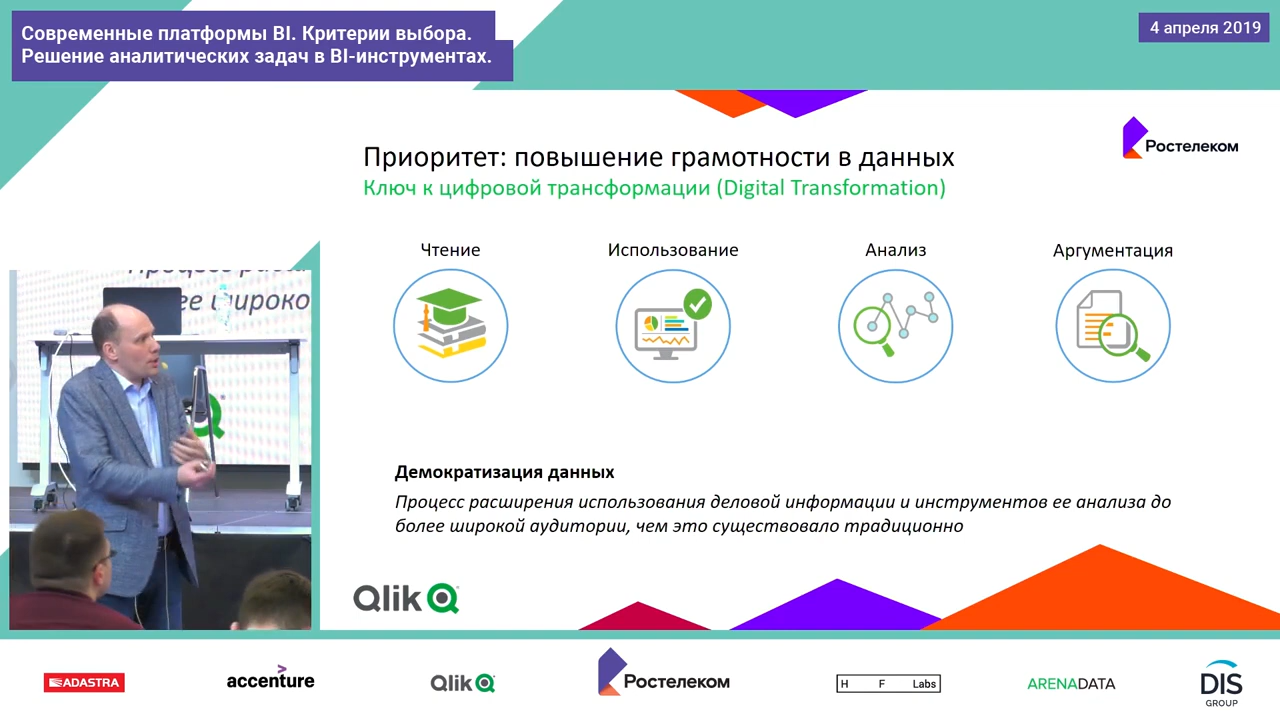 Современные платформы BI. Критерии выбора.
Решение аналитических задач в BI-инструментах.
4 апреля 2019
Ростелеком
Приоритет: повышение грамотности в данных
Ключ к цифровой трансформации (Digital Transformation)
Чтение
Использование
Анализ
Аргументация
ее широко
Демократизация данных
Процесс расширения использования деловой информации и инструментов ее анализа до
более широкой аудитории, чем это существовало традиционно
Qlik
ADASTRA
accenture
Qlik
Ростелеком
H F Labs
ARENADATA
DIS
GROUP